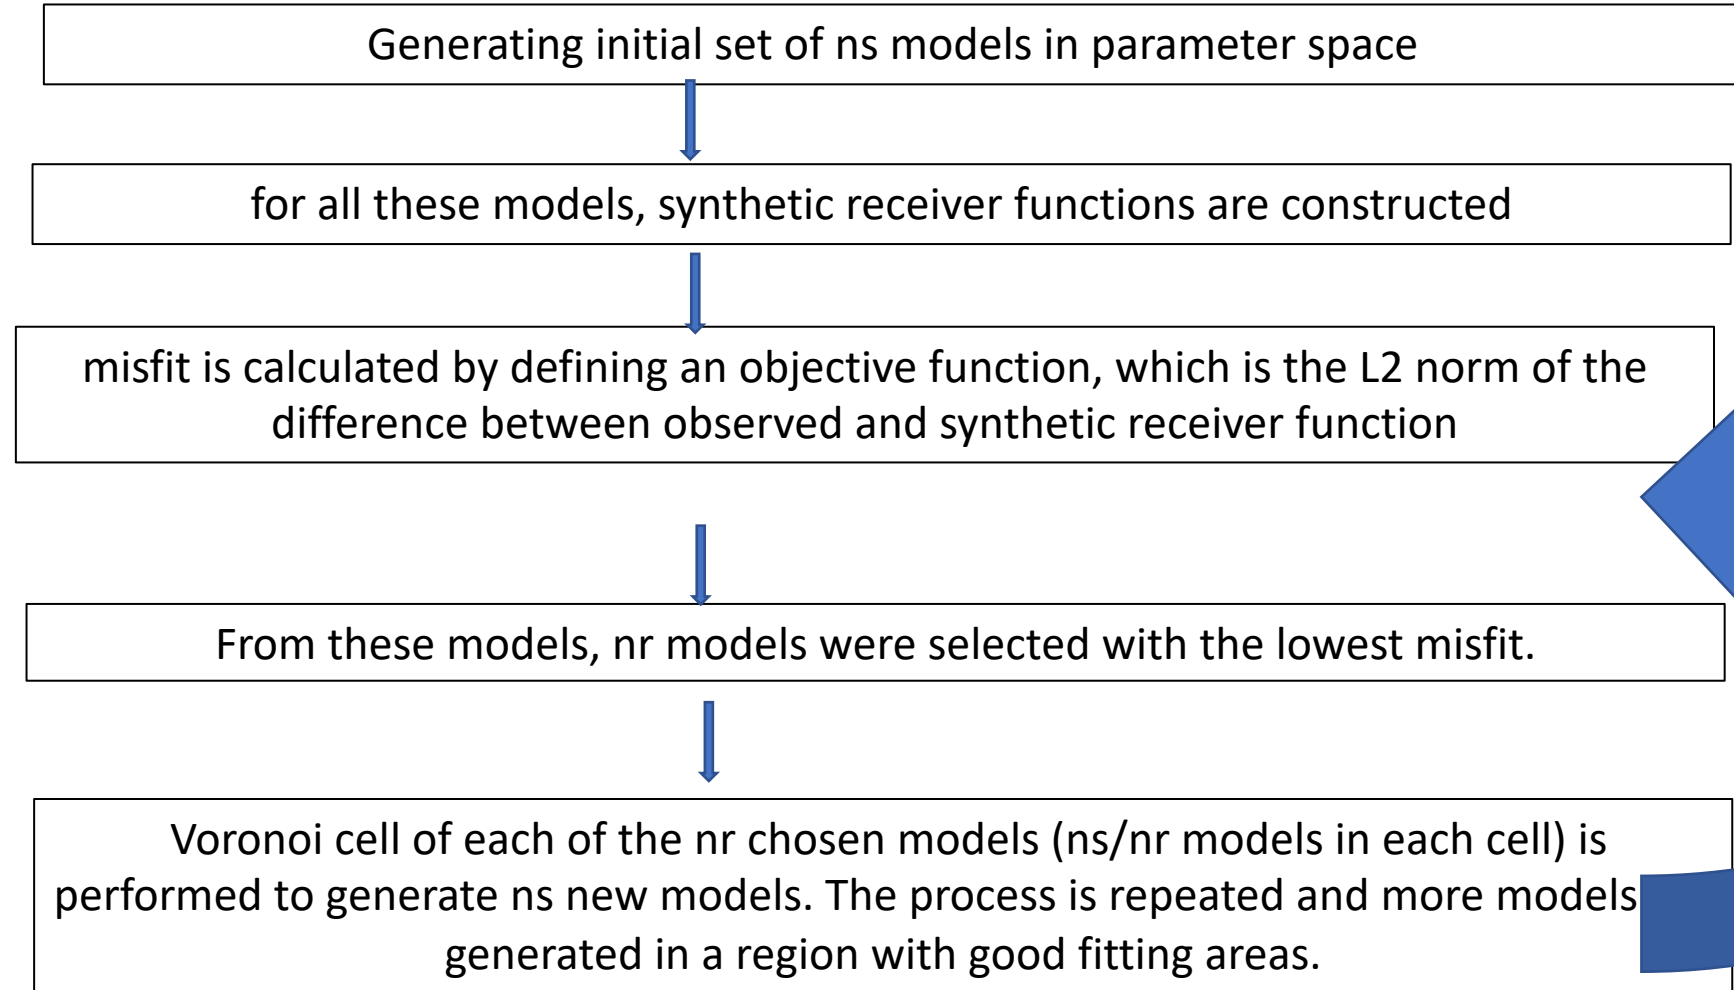 Generating initial set of ns models in parameter space
for all these models, synthetic receiver functions are constructed
misfit is calculated by defining an objective function, which is the L2 norm of the
difference between observed and synthetic receiver function
From these models, nr models were selected with the lowest misfit.
Voronoi cell of each of the nr chosen models (ns/nr models in each cell) is
performed to generate ns new models. The process is repeated and more models
generated in a region with good fitting areas.